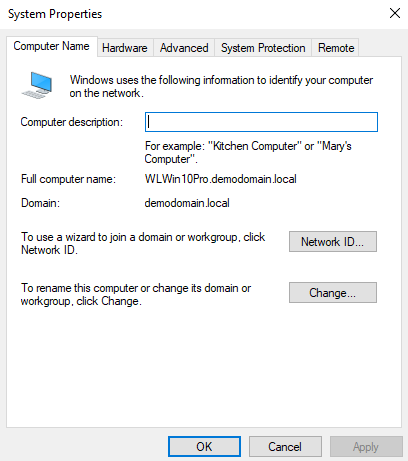 System Properties
Computer Name Hardware Advanced System Protection Remote
Windows uses the following information to identify your computer
on the network.
Computer description:
For example: "Kitchen Computer" or "Mary's
Computer".
Full computer name: WLWin10Pro.demodomain.local
Domain: demodomain.local
To use a wizard to join a domain or workgroup, click
Network ID.
Network ID...
To rename this computer or change its domain or
workgroup, click Change.
Change...
OK Cancel Apply